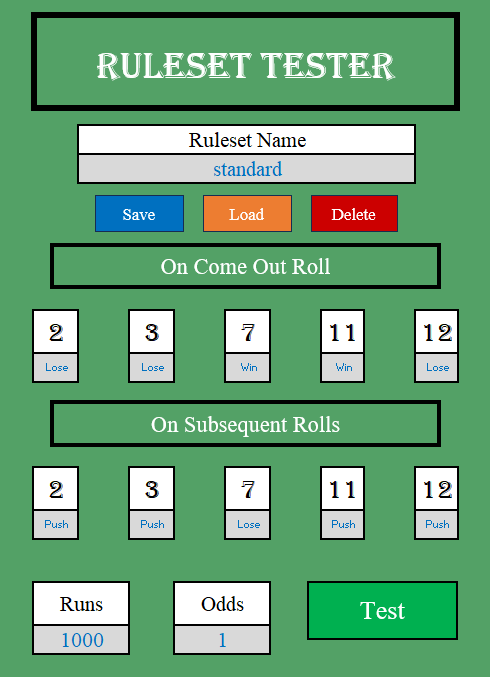 RULESET TESTER
Ruleset Name
standard
Save Load Delete
On Come Out Roll
2 3 7 11 12
Lose Lose Win Win Lose
On Subsequent Rolls
2 3 7 11 12
Push Push Lose Push Push
Runs Odds Test
1000 1